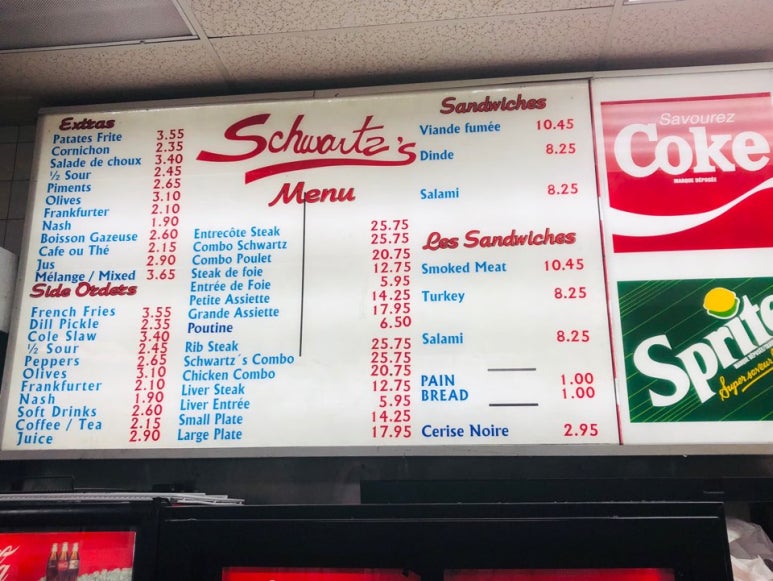 Extras
Patates Frite 3.55
Cornichon 2.35
Salade de choux 3.40
½ Sour 2.45
Piments 2.65
Olives 3.10
Frankfurter 2.10
Nash 1.90
Boisson Gazeuse 2.60
Cafe ou Thé 2.15
Jus 2.90
Mélange / Mixed 3.65
Side Orders
French Fries 3.55
Dill Pickle 2.35
Cole Slaw 3.40
½ Sour 2.45
Peppers 2.65
Olives 3.10
Frankfurter 2.10
Nash 1.90
Soft Drinks 2.60
Coffee / Tea 2.15
Juice 2.90
Schwartz's
Menu
Entrecôte Steak 25.75
Combo Schwartz 25.75
Combo Poulet 20.75
Steak de foie 12.75
Entrée de Foie 5.95
Petite Assiette 14.25
Grande Assiette 17.95
Poutine 6.50
Rib Steak 25.75
Schwartz´s Combo 25.75
Chicken Combo 20.75
Liver Steak 12.75
Liver Entrée 5.95
Small Plate 14.25
Large Plate 17.95
Sandwiches
Viande fumée 10.45
Dinde 8.25
Salami 8.25
Les Sandwiches
Smoked Meat 10.45
Turkey 8.25
Salami 8.25
PAIN 1.00
BREAD 1.00
Cerise Noire 2.95
Savourez
Coke
MARQUE DÉPOSÉE
Sprite